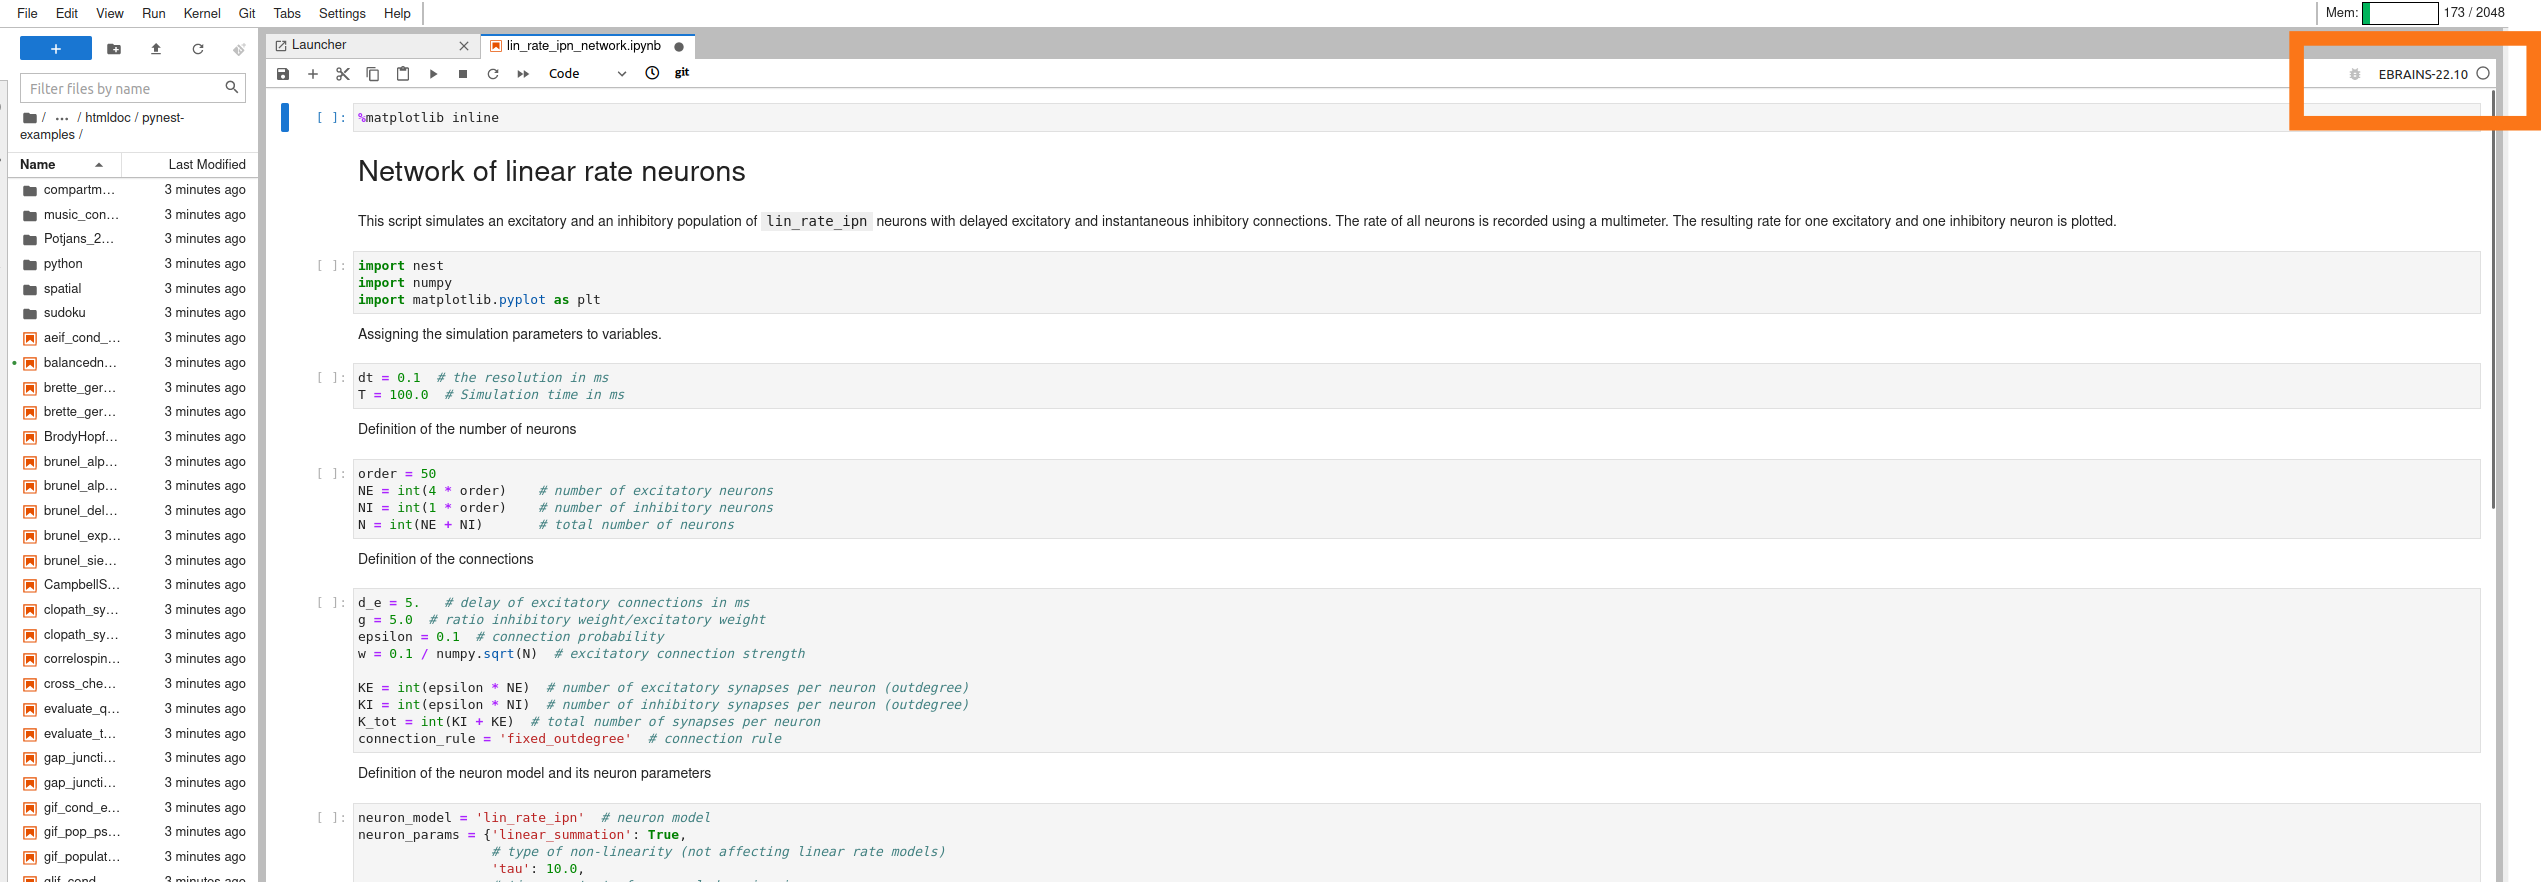 File Edit View Run Kernel Git Tabs Settings Help
Mem: 173 / 2048
Launcher
lin_rate_ipn_network.ipynb
Code
git
EBRAINS-22.10
Filter files by name
/ ··· / htmldoc / pynest-
examples /
Name Last Modified
compartm… 3 minutes ago
music_con… 3 minutes ago
Potjans_2… 3 minutes ago
python 3 minutes ago
spatial 3 minutes ago
sudoku 3 minutes ago
aeif_cond_… 3 minutes ago
balancedn… 3 minutes ago
brette_ger… 3 minutes ago
brette_ger… 3 minutes ago
BrodyHopf… 3 minutes ago
brunel_alp… 3 minutes ago
brunel_alp… 3 minutes ago
brunel_del… 3 minutes ago
brunel_exp… 3 minutes ago
brunel_sie… 3 minutes ago
CampbellS… 3 minutes ago
clopath_sy… 3 minutes ago
clopath_sy… 3 minutes ago
correlospin… 3 minutes ago
cross_che… 3 minutes ago
evaluate_q… 3 minutes ago
evaluate_t… 3 minutes ago
gap_juncti… 3 minutes ago
gap_juncti… 3 minutes ago
gif_cond_e… 3 minutes ago
gif_pop_ps… 3 minutes ago
gif_populat… 3 minutes ago
3 minutes ago
[ ]: %matplotlib inline
Network of linear rate neurons
This script simulates an excitatory and an inhibitory population of lin_rate_ipn neurons with delayed excitatory and instantaneous inhibitory connections. The rate of all neurons is recorded using a multimeter. The resulting rate for one excitatory and one inhibitory neuron is plotted.
[ ]: import nest
import numpy
import matplotlib.pyplot as plt
Assigning the simulation parameters to variables.
[ ]: dt = 0.1 # the resolution in ms
T = 100.0 # Simulation time in ms
Definition of the number of neurons
[ ]: order = 50
NE = int(4 * order) # number of excitatory neurons
NI = int(1 * order) # number of inhibitory neurons
N = int(NE + NI) # total number of neurons
Definition of the connections
[ ]: d_e = 5. # delay of excitatory connections in ms
g = 5.0 # ratio inhibitory weight/excitatory weight
epsilon = 0.1 # connection probability
w = 0.1 / numpy.sqrt(N) # excitatory connection strength
KE = int(epsilon * NE) # number of excitatory synapses per neuron (outdegree)
KI = int(epsilon * NI) # number of inhibitory synapses per neuron (outdegree)
K_tot = int(KI + KE) # total number of synapses per neuron
connection_rule = 'fixed_outdegree' # connection rule
Definition of the neuron model and its neuron parameters
[ ]: neuron_model = 'lin_rate_ipn' # neuron model
neuron_params = {'linear_summation': True,
# type of non-linearity (not affecting linear rate models)
'tau': 10.0,